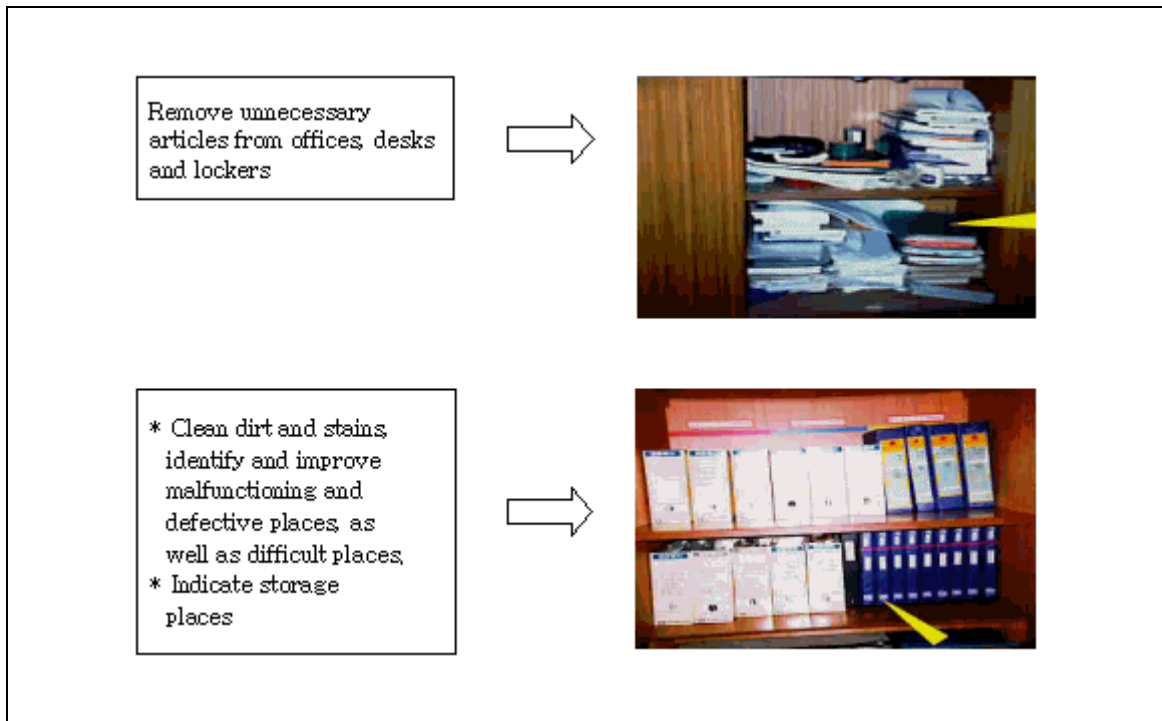 Remove unnecessary
articles from offices, desks
and lockers
* Clean dirt and stains,
identify and improve
malfunctioning and
defective places, as
well as difficult places,
* Indicate storage
places